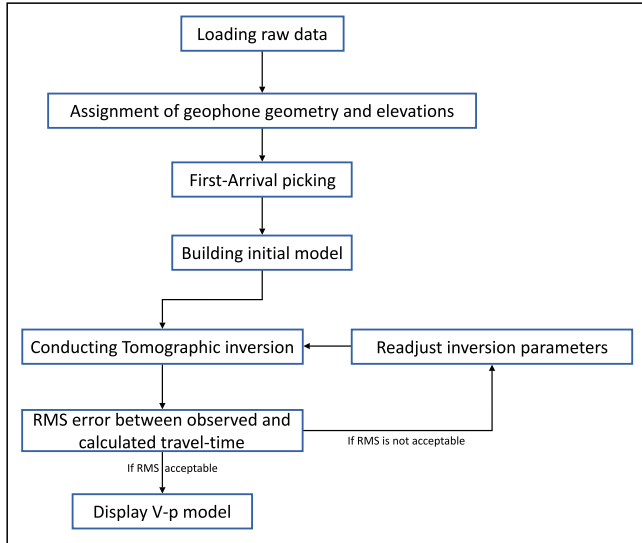 Loading raw data
Assignment of geophone geometry and elevations
First-Arrival picking
Building initial model
Conducting Tomographic inversion
Readjust inversion parameters
RMS error between observed and
calculated travel-time
If RMS is not acceptable
If RMS acceptable
Display V-p model